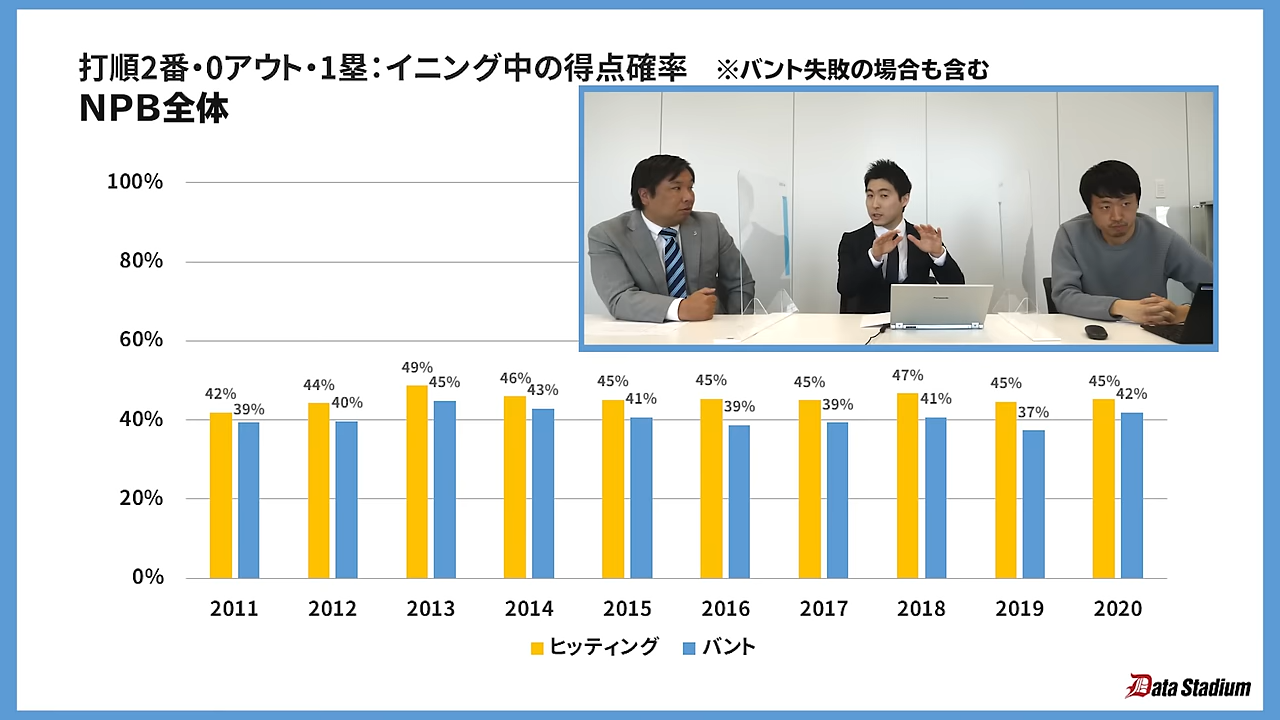 打順2番・0アウト・1塁：イニング中の得点確率 ※バント失敗の場合も含む
NPB全体
100%
80%
60%
40%
20%
0%
42% 39% 44% 40% 49% 45% 46% 43% 45% 41% 45% 39% 45% 39% 47% 41% 45% 37% 45% 42%
2011 2012 2013 2014 2015 2016 2017 2018 2019 2020
ヒッティング バント
Data Stadium